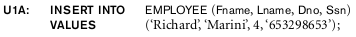 U1A: INSERT INTO EMPLOYEE (Fname, Lname, Dno, Ssn)
VALUES (‘Richard’, ‘Marini’, 4, ‘653298653’);